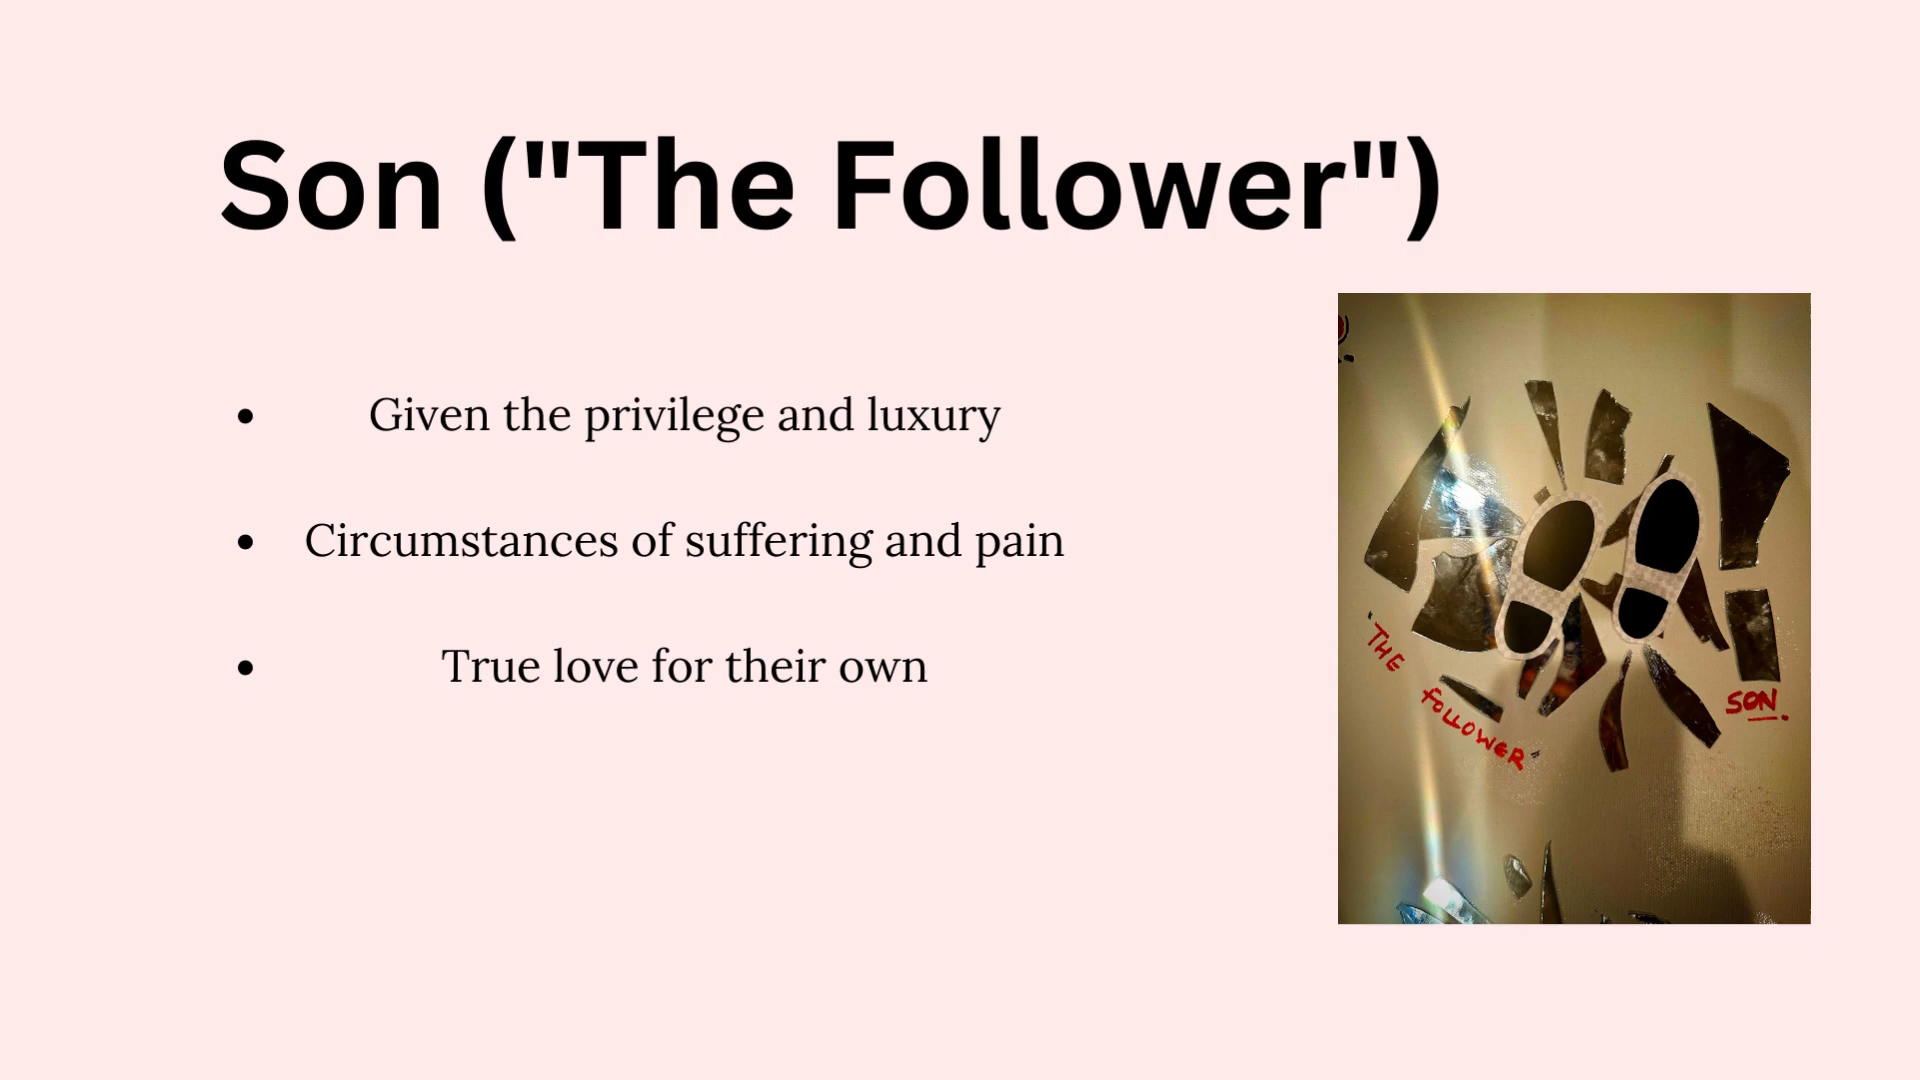 Son ("The Follower")
• Given the privilege and luxury
• Circumstances of suffering and pain
• True love for their own
"THE
FOLLOWER"
SON.